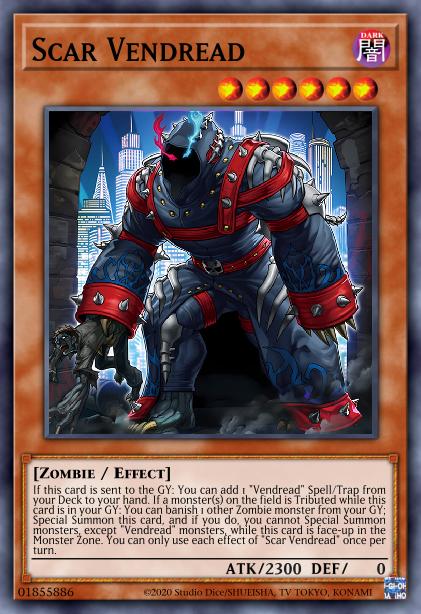 SCAR VENDREAD
DARK
闇
[ZOMBIE / EFFECT]
If this card is sent to the GY: You can add 1 "Vendread" Spell/Trap from
your Deck to your hand. If a monster(s) on the field is Tributed while this
card is in your GY: You can banish 1 other Zombie monster from your GY;
Special Summon this card, and if you do, you cannot Special Summon
monsters, except "Vendread" monsters, while this card is face-up in the
Monster Zone. You can only use each effect of "Scar Vendread" once per
turn.
ATK/2300 DEF/ 0
01855886 ©2020 Studio Dice/SHUEISHA, TV TOKYO, KONAMI